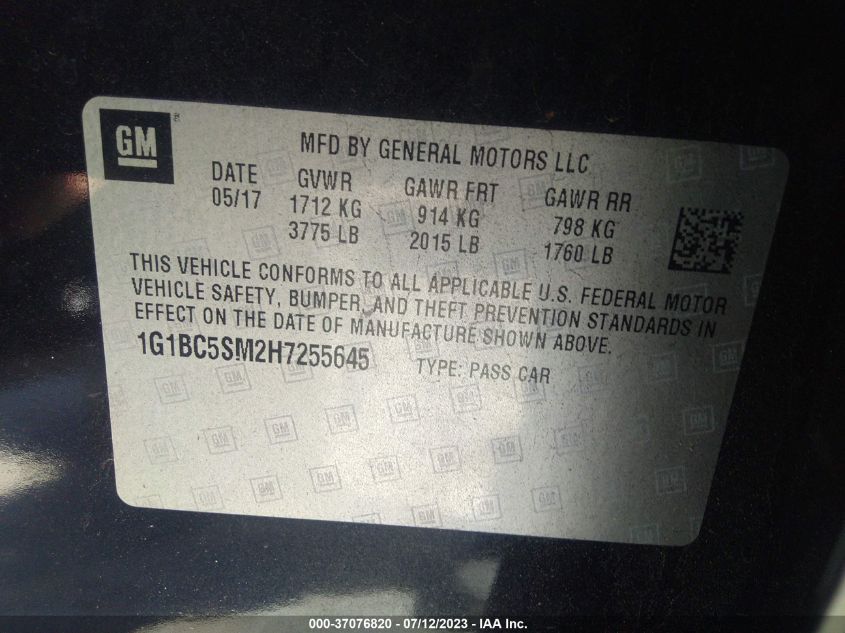 GM
MFD BY GENERAL MOTORS LLC
DATE GVWR GAWR FRT GAWR RR
05/17 1712 KG 914 KG 798 KG
3775 LB 2015 LB 1760 LB
THIS VEHICLE CONFORMS TO ALL APPLICABLE U.S. FEDERAL MOTOR
VEHICLE SAFETY, BUMPER, AND THEFT PREVENTION STANDARDS IN
EFFECT ON THE DATE OF MANUFACTURE SHOWN ABOVE.
1G1BC5SM2H7255645 TYPE: PASS CAR
000-37076820 - 07/12/2023 - IAA Inc.